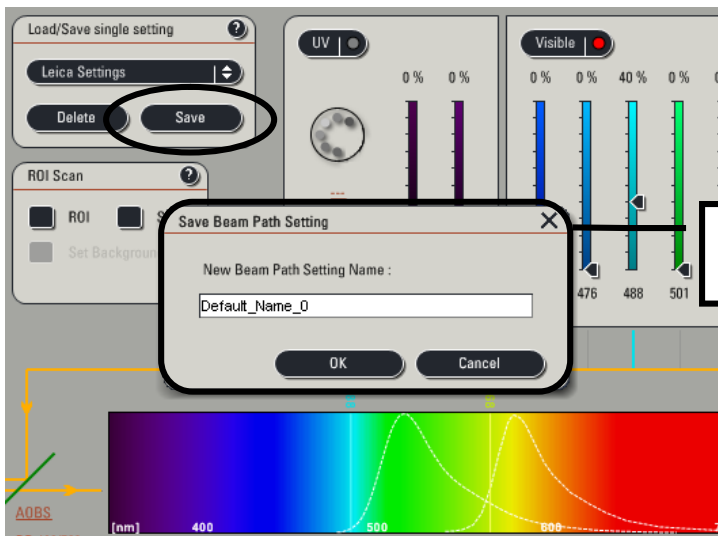 Load/Save single setting ?
Leica Settings
Delete Save
UV
0 % 0 %
---
Visible
0 % 0 % 40 % 0 %
476 488 501
ROI Scan ?
ROI
Set Background
Save Beam Path Setting
New Beam Path Setting Name :
Default_Name_0
OK Cancel
AOBS
[nm] 400 500 600